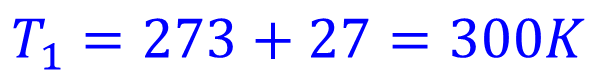 T₁ = 273 + 27 = 300K